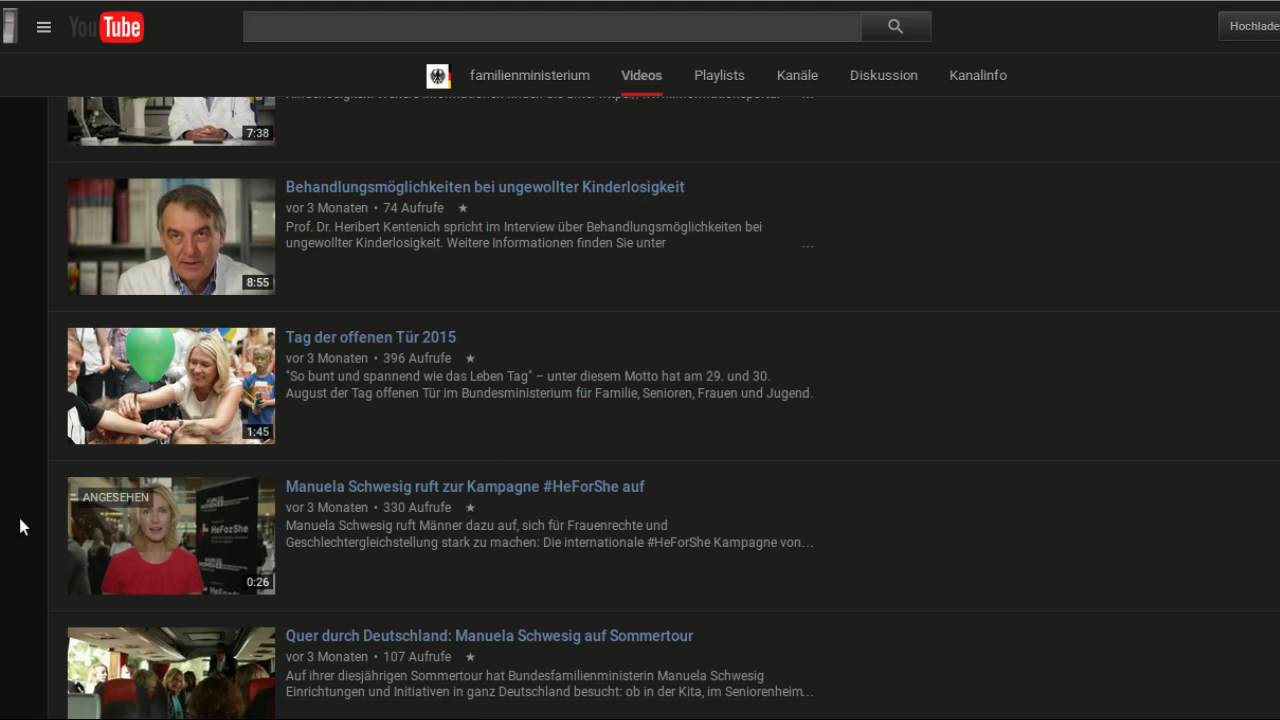 YouTube
Hochlade
familienministerium Videos Playlists Kanäle Diskussion Kanalinfo
7:38
Behandlungsmöglichkeiten bei ungewollter Kinderlosigkeit
vor 3 Monaten • 74 Aufrufe ★
Prof. Dr. Heribert Kentenich spricht im Interview über Behandlungsmöglichkeiten bei
ungewollter Kinderlosigkeit. Weitere Informationen finden Sie unter ...
8:55
Tag der offenen Tür 2015
vor 3 Monaten • 396 Aufrufe ★
"So bunt und spannend wie das Leben Tag" – unter diesem Motto hat am 29. und 30.
August der Tag offenen Tür im Bundesministerium für Familie, Senioren, Frauen und Jugend.
1:45
ANGESEHEN
HeForShe
0:26
Manuela Schwesig ruft zur Kampagne #HeForShe auf
vor 3 Monaten • 330 Aufrufe ★
Manuela Schwesig ruft Männer dazu auf, sich für Frauenrechte und
Geschlechtergleichstellung stark zu machen: Die internationale #HeForShe Kampagne von...
Quer durch Deutschland: Manuela Schwesig auf Sommertour
vor 3 Monaten • 107 Aufrufe ★
Auf ihrer diesjährigen Sommertour hat Bundesfamilienministerin Manuela Schwesig
Einrichtungen und Initiativen in ganz Deutschland besucht: ob in der Kita, im Seniorenheim...